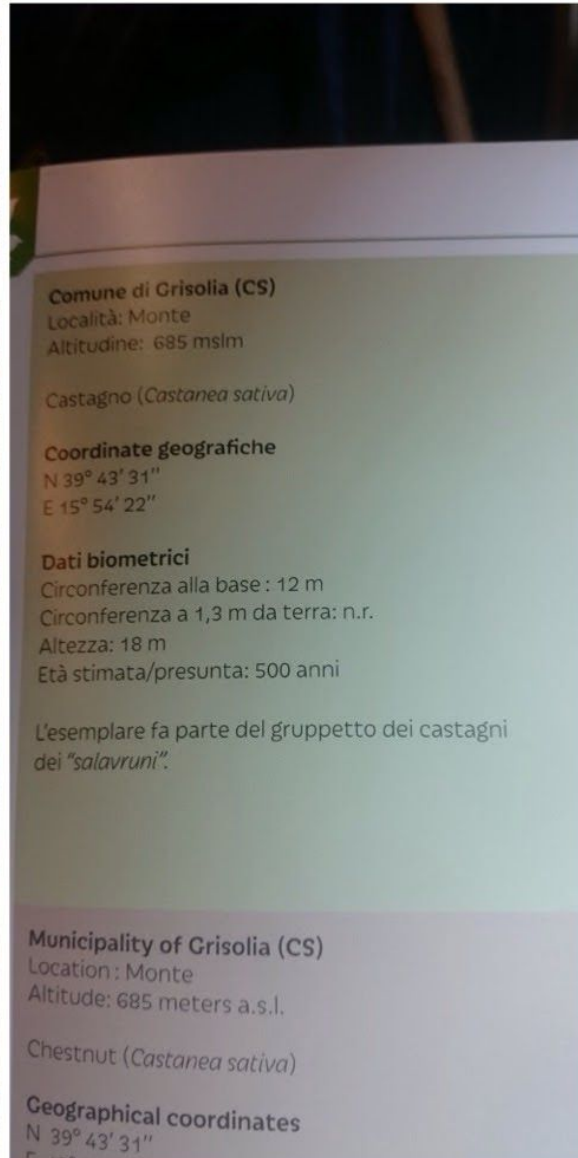 Comune di Grisolia (CS)
Località: Monte
Altitudine: 685 mslm
Castagno (Castanea sativa)
Coordinate geografiche
N 39° 43' 31"
E 15° 54' 22"
Dati biometrici
Circonferenza alla base : 12 m
Circonferenza a 1,3 m da terra: n.r.
Altezza: 18 m
Età stimata/presunta: 500 anni
L'esemplare fa parte del gruppetto dei castagni
dei "salavruni".
Municipality of Grisolia (CS)
Location : Monte
Altitude: 685 meters a.s.l.
Chestnut (Castanea sativa)
Geographical coordinates
N 39° 43' 31"